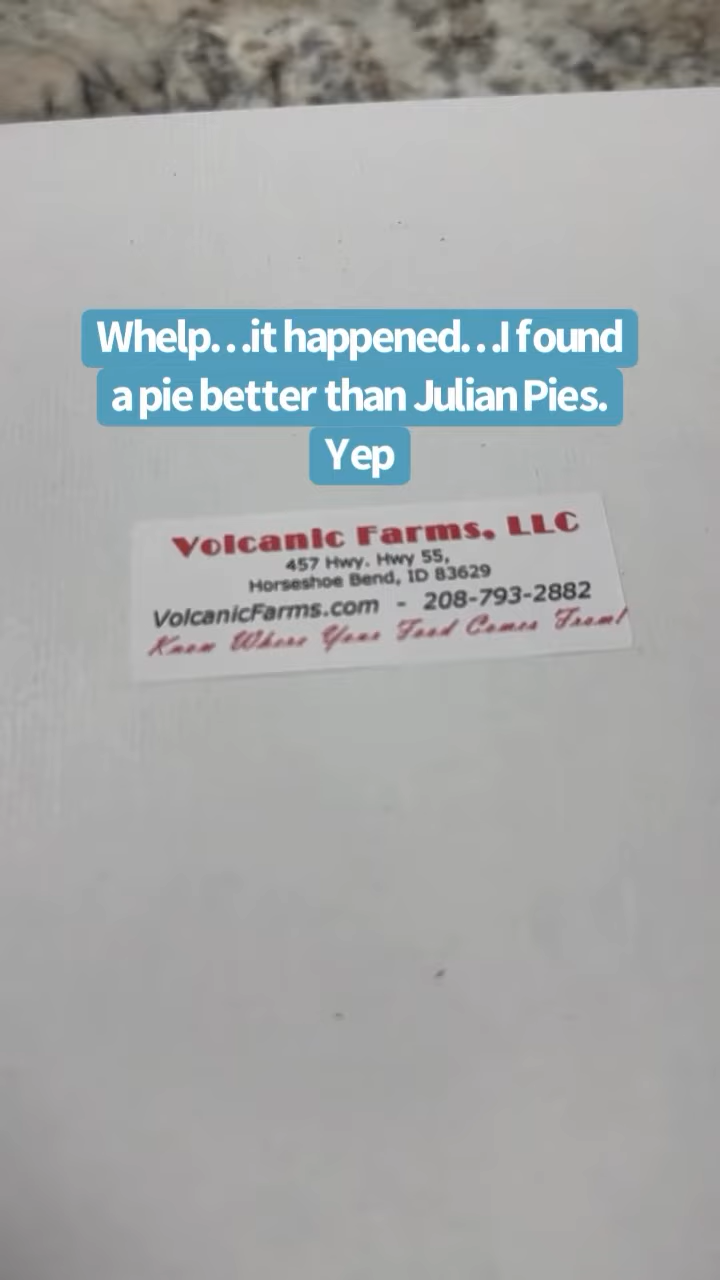 Whelp...it happened...I found
a pie better than Julian Pies.
Yep
Volcanic Farms, LLC
457 Hwy. Hwy 55,
Horseshoe Bend, ID 83629
VolcanicFarms.com - 208-793-2882
Know Where Your Food Comes From!